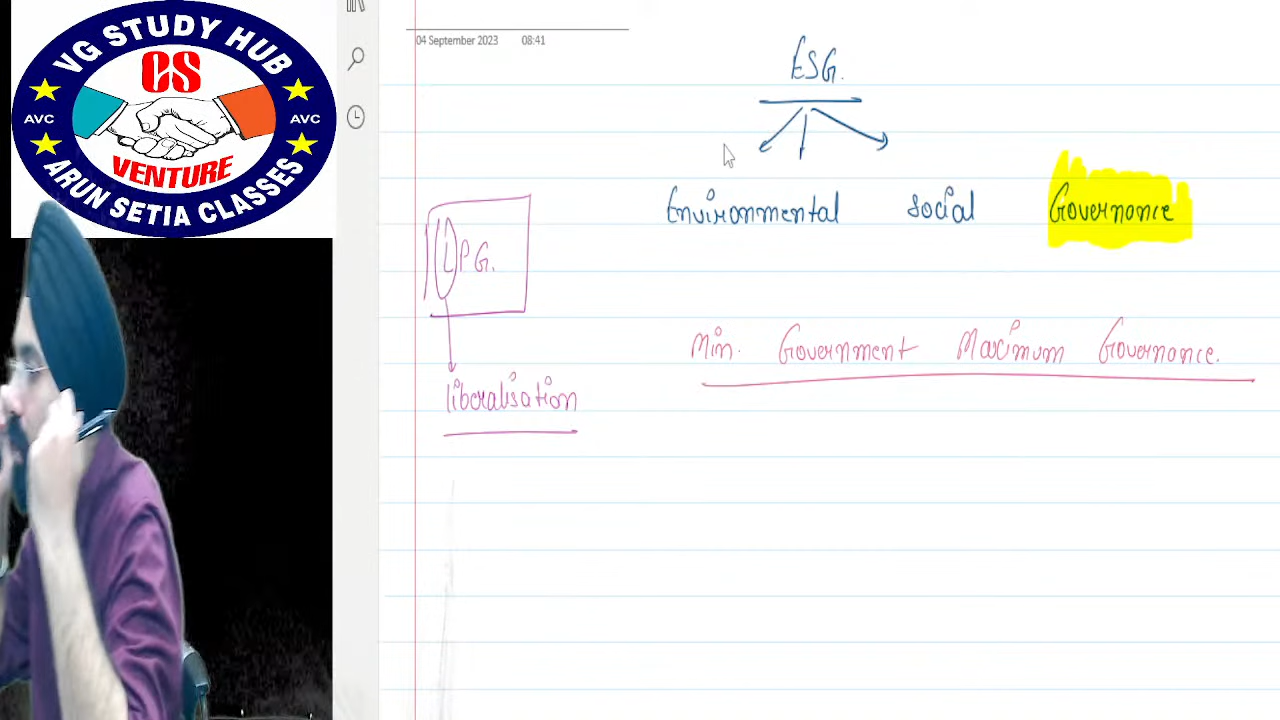 VG STUDY HUB
CS
AVC AVC
VENTURE
ARUN SETIA CLASSES
04 September 2023 08:41
ESG.
Environmental Social Governance
LPG.
Min. Government Maximum Governance.
liberalisation